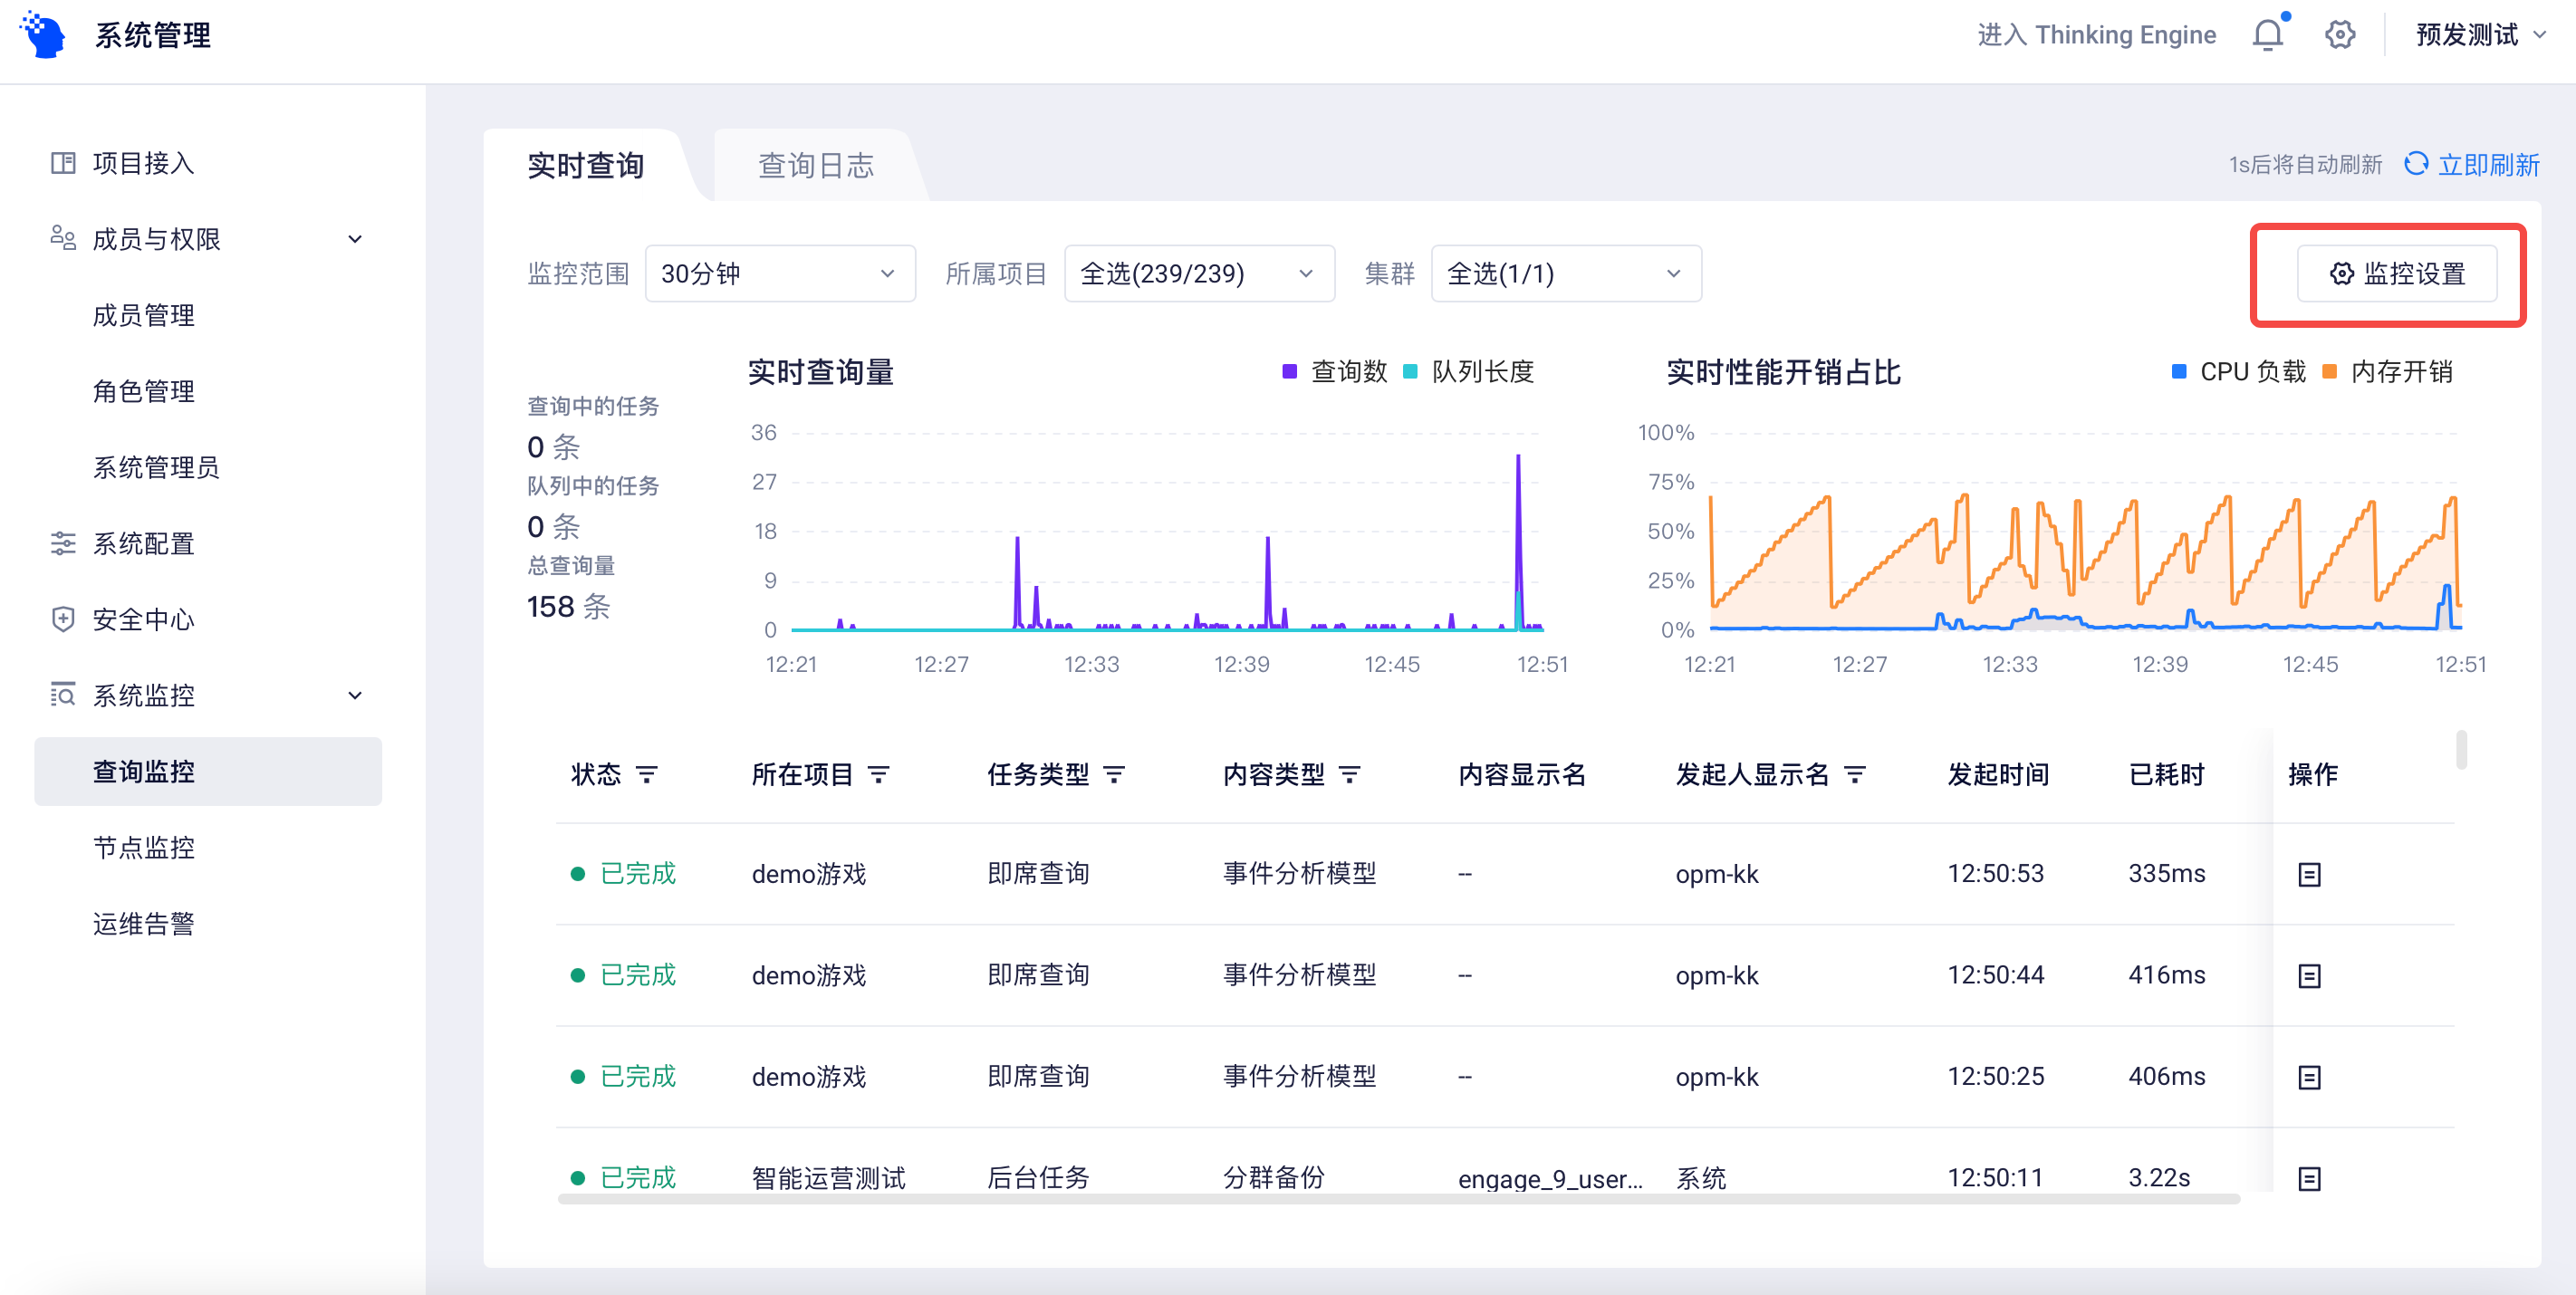 系统管理
进入 Thinking Engine
预发测试
项目接入
成员与权限
成员管理
角色管理
系统管理员
系统配置
安全中心
系统监控
查询监控
节点监控
运维告警
实时查询
查询日志
1s后将自动刷新
立即刷新
监控范围 30分钟
所属项目 全选(239/239)
集群 全选(1/1)
监控设置
查询中的任务
0 条
队列中的任务
0 条
总查询量
158 条
实时查询量
查询数 队列长度
36
27
18
9
0
12:21 12:27 12:33 12:39 12:45 12:51
实时性能开销占比
CPU 负载 内存开销
100%
75%
50%
25%
0%
12:21 12:27 12:33 12:39 12:45 12:51
状态 所在项目 任务类型 内容类型 内容显示名 发起人显示名 发起时间 已耗时 操作
已完成 demo游戏 即席查询 事件分析模型 -- opm-kk 12:50:53 335ms
已完成 demo游戏 即席查询 事件分析模型 -- opm-kk 12:50:44 416ms
已完成 demo游戏 即席查询 事件分析模型 -- opm-kk 12:50:25 406ms
已完成 智能运营测试 后台任务 分群备份 engage_9_user... 系统 12:50:11 3.22s